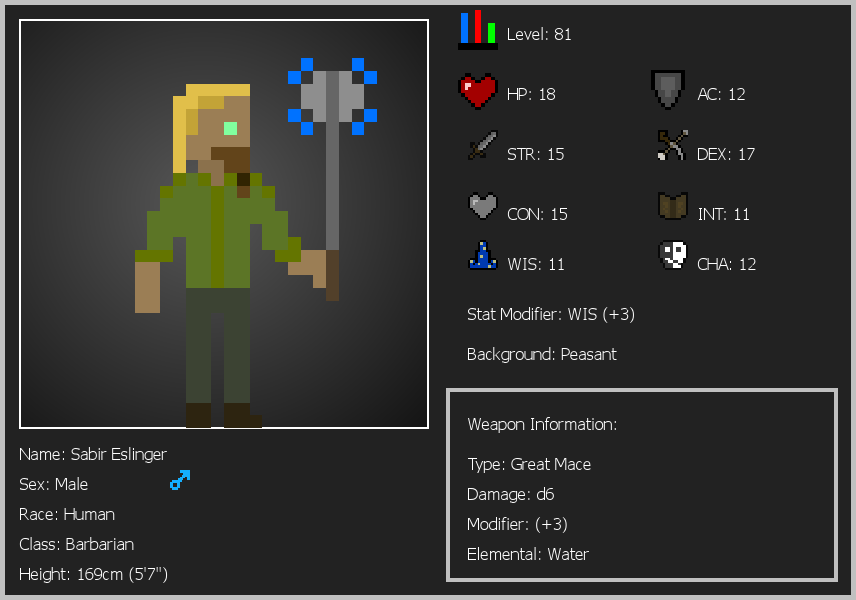 Level: 81
HP: 18
AC: 12
STR: 15
DEX: 17
CON: 15
INT: 11
WIS: 11
CHA: 12
Stat Modifier: WIS (+3)
Background: Peasant
Weapon Information:
Type: Great Mace
Damage: d6
Modifier: (+3)
Elemental: Water
Name: Sabir Eslinger
Sex: Male
Race: Human
Class: Barbarian
Height: 169cm (5'7")